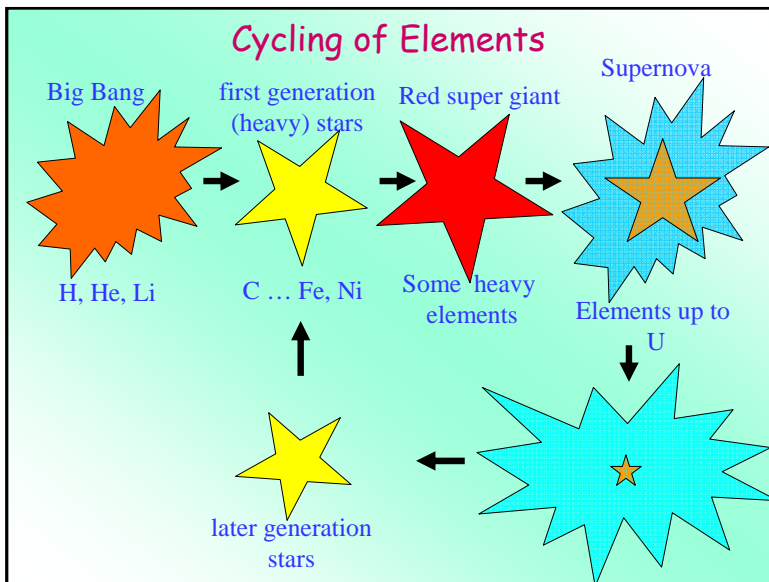 Cycling of Elements
Big Bang
first generation
(heavy) stars
Red super giant
Supernova
H, He, Li
C … Fe, Ni
Some heavy
elements
Elements up to
U
later generation
stars